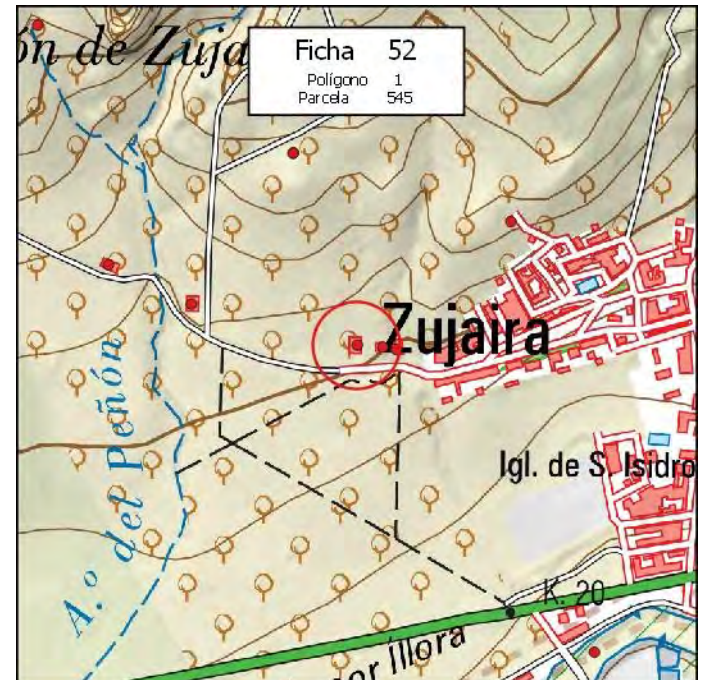 ón de Zuja
Ficha 52
Polígono 1
Parcela 545
Zujaira
A.º del Peñón
Igl. de S. Isidro
K. 20
or Íllora